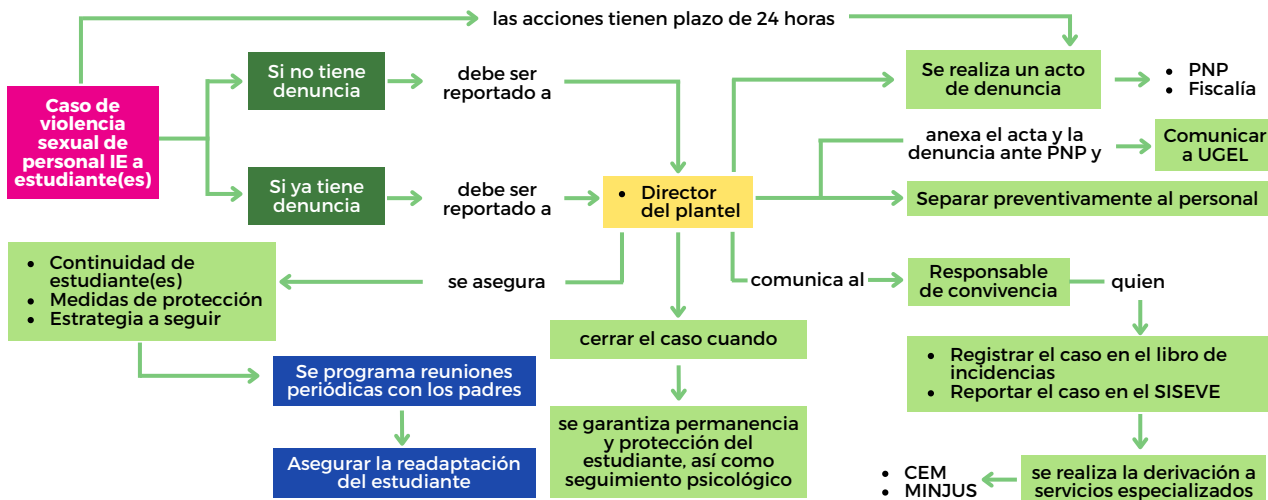 las acciones tienen plazo de 24 horas
Caso de
violencia
sexual de
personal IE a
estudiante(es)
Si no tiene
denuncia
debe ser
reportado a
Si ya tiene
denuncia
debe ser
reportado a
• Director
del plantel
Se realiza un acto
de denuncia
• PNP
• Fiscalía
anexa el acta y la
denuncia ante PNP y
Comunicar
a UGEL
Separar preventivamente al personal
comunica al
Responsable
de convivencia
quien
• Registrar el caso en el libro de
incidencias
• Reportar el caso en el SISEVE
se realiza la derivación a
servicios especializados
• CEM
• MINJUS
se asegura
• Continuidad de
estudiante(es)
• Medidas de protección
• Estrategia a seguir
Se programa reuniones
periódicas con los padres
Asegurar la readaptación
del estudiante
cerrar el caso cuando
se garantiza permanencia
y protección del
estudiante, así como
seguimiento psicológico